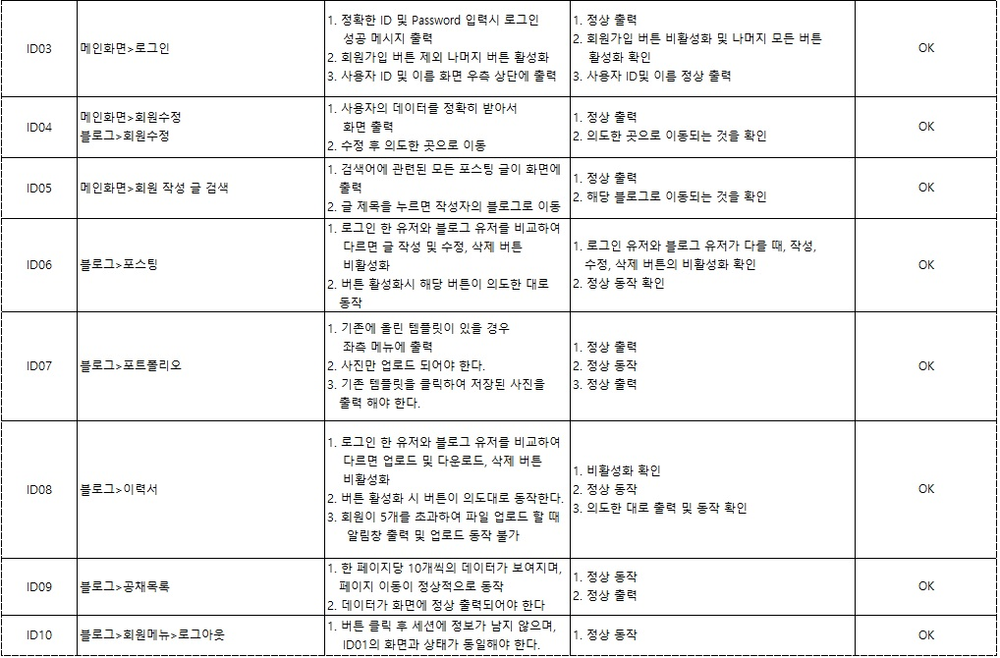 ID03
메인화면>로그인
1. 정확한 ID 및 Password 입력시 로그인
성공 메시지 출력
2. 회원가입 버튼 제외 나머지 버튼 활성화
3. 사용자 ID 및 이름 화면 우측 상단에 출력
1. 정상 출력
2. 회원가입 버튼 비활성화 및 나머지 모든 버튼
활성화 확인
3. 사용자 ID및 이름 정상 출력
OK
ID04
메인화면>회원수정
블로그>회원수정
1. 사용자의 데이터를 정확히 받아서
화면 출력
2. 수정 후 의도한 곳으로 이동
1. 정상 출력
2. 의도한 곳으로 이동되는 것을 확인
OK
ID05
메인화면>회원 작성 글 검색
1. 검색어에 관련된 모든 포스팅 글이 화면에
출력
2. 글 제목을 누르면 작성자의 블로그로 이동
1. 정상 출력
2. 해당 블로그로 이동되는 것을 확인
OK
ID06
블로그>포스팅
1. 로그인 한 유저와 블로그 유저를 비교하여
다르면 글 작성 및 수정, 삭제 버튼
비활성화
2. 버튼 활성화시 해당 버튼이 의도한 대로
동작
1. 로그인 유저와 블로그 유저가 다를 때, 작성,
수정, 삭제 버튼의 비활성화 확인
2. 정상 동작 확인
OK
ID07
블로그>포트폴리오
1. 기존에 올린 템플릿이 있을 경우
좌측 메뉴에 출력
2. 사진만 업로드 되어야 한다.
3. 기존 템플릿을 클릭하여 저장된 사진을
출력 해야 한다.
1. 정상 출력
2. 정상 동작
3. 정상 출력
OK
ID08
블로그>이력서
1. 로그인 한 유저와 블로그 유저를 비교하여
다르면 업로드 및 다운로드, 삭제 버튼
비활성화
2. 버튼 활성화 시 버튼이 의도대로 동작한다.
3. 회원이 5개를 초과하여 파일 업로드 할 때
알림창 출력 및 업로드 동작 불가
1. 비활성화 확인
2. 정상 동작
3. 의도한 대로 출력 및 동작 확인
OK
ID09
블로그>공채목록
1. 한 페이지당 10개씩의 데이터가 보여지며,
페이지 이동이 정상적으로 동작
2. 데이터가 화면에 정상 출력되어야 한다
1. 정상 동작
2. 정상 출력
OK
ID10
블로그>회원메뉴>로그아웃
1. 버튼 클릭 후 세션에 정보가 남지 않으며,
ID01의 화면과 상태가 동일해야 한다.
1. 정상 동작
OK